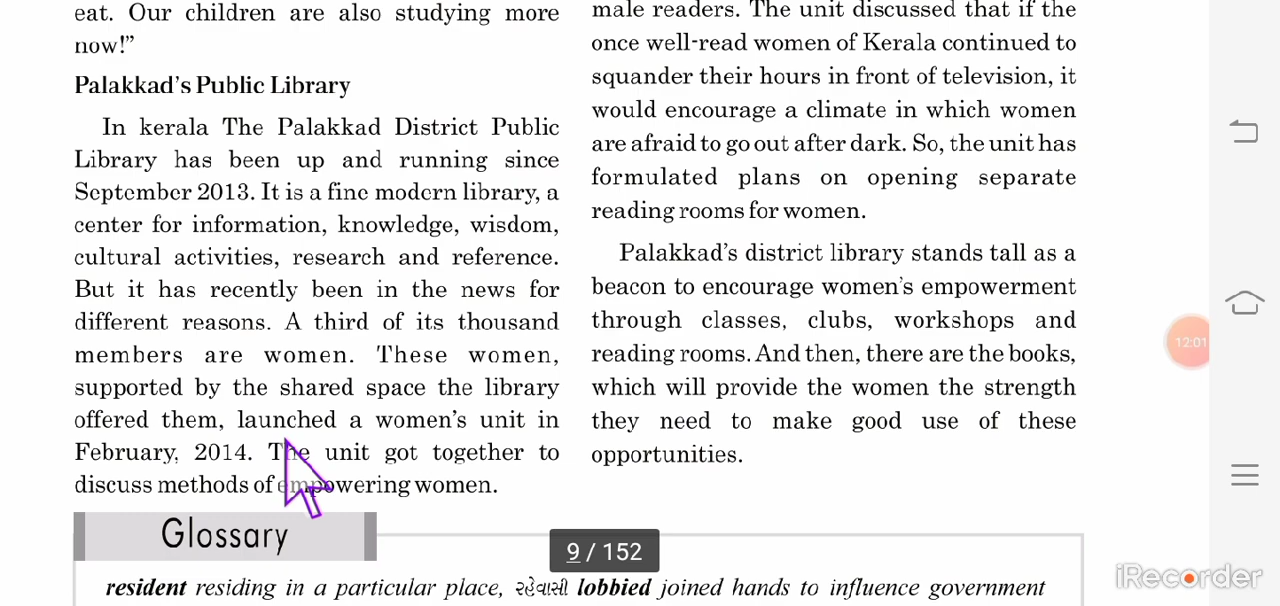 eat. Our children are also studying more
now!”
Palakkad’s Public Library
In kerala The Palakkad District Public
Library has been up and running since
September 2013. It is a fine modern library, a
center for information, knowledge, wisdom,
cultural activities, research and reference.
But it has recently been in the news for
different reasons. A third of its thousand
members are women. These women,
supported by the shared space the library
offered them, launched a women’s unit in
February, 2014. The unit got together to
discuss methods of empowering women.
male readers. The unit discussed that if the
once well-read women of Kerala continued to
squander their hours in front of television, it
would encourage a climate in which women
are afraid to go out after dark. So, the unit has
formulated plans on opening separate
reading rooms for women.
Palakkad’s district library stands tall as a
beacon to encourage women’s empowerment
through classes, clubs, workshops and
reading rooms. And then, there are the books,
which will provide the women the strength
they need to make good use of these
opportunities.
Glossary
resident residing in a particular place, રહેવાસી lobbied joined hands to influence government
9 / 152
12:01
iRecorder